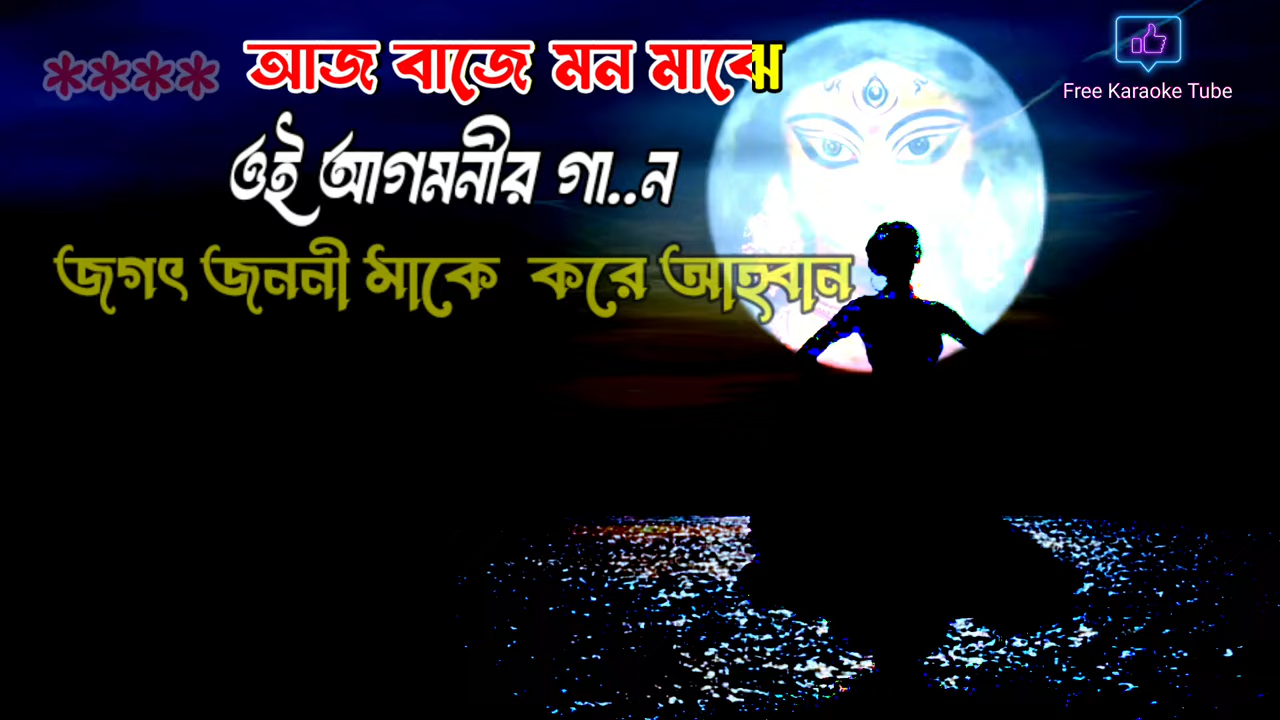 **** আজ বাজে মন মাঝে
Free Karaoke Tube
ওই আগমনীর গা..ন
জগৎ জননী মাকে করে আহ্বান